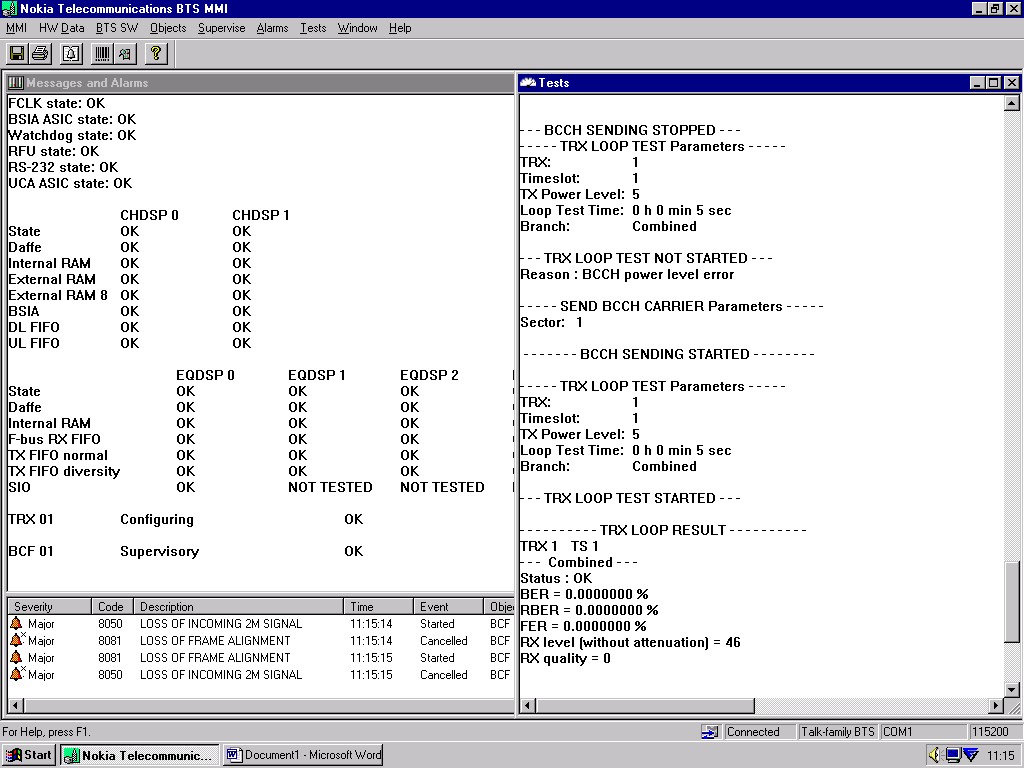 Nokia Telecommunications BTS MMI
MMI HW Data BTS SW Objects Supervise Alarms Tests Window Help
Messages and Alarms
FCLK state: OK
BSIA ASIC state: OK
Watchdog state: OK
RFU state: OK
RS-232 state: OK
UCA ASIC state: OK
CHDSP 0 CHDSP 1
State OK OK
Daffe OK OK
Internal RAM OK OK
External RAM OK OK
External RAM 8 OK OK
BSIA OK OK
DL FIFO OK OK
UL FIFO OK OK
EQDSP 0 EQDSP 1 EQDSP 2
State OK OK OK
Daffe OK OK OK
Internal RAM OK OK OK
F-bus RX FIFO OK OK OK
TX FIFO normal OK OK OK
TX FIFO diversity OK OK OK
SIO OK NOT TESTED NOT TESTED
TRX 01 Configuring OK
BCF 01 Supervisory OK
Severity Code Description Time Event Obje
Major 8050 LOSS OF INCOMING 2M SIGNAL 11:15:14 Started BCF
Major 8081 LOSS OF FRAME ALIGNMENT 11:15:14 Cancelled BCF
Major 8081 LOSS OF FRAME ALIGNMENT 11:15:15 Started BCF
Major 8050 LOSS OF INCOMING 2M SIGNAL 11:15:15 Cancelled BCF
Tests
--- BCCH SENDING STOPPED ---
----- TRX LOOP TEST Parameters -----
TRX: 1
Timeslot: 1
TX Power Level: 5
Loop Test Time: 0 h 0 min 5 sec
Branch: Combined
--- TRX LOOP TEST NOT STARTED ---
Reason : BCCH power level error
----- SEND BCCH CARRIER Parameters -----
Sector: 1
------- BCCH SENDING STARTED --------
----- TRX LOOP TEST Parameters -----
TRX: 1
Timeslot: 1
TX Power Level: 5
Loop Test Time: 0 h 0 min 5 sec
Branch: Combined
--- TRX LOOP TEST STARTED ---
---------- TRX LOOP RESULT ----------
TRX 1 TS 1
--- Combined ---
Status : OK
BER = 0.0000000 %
RBER = 0.0000000 %
FER = 0.0000000 %
RX level (without attenuation) = 46
RX quality = 0
For Help, press F1.
Connected Talk-family BTS COM1 115200
Start Nokia Telecommunic... Document1 - Microsoft Word 11:15